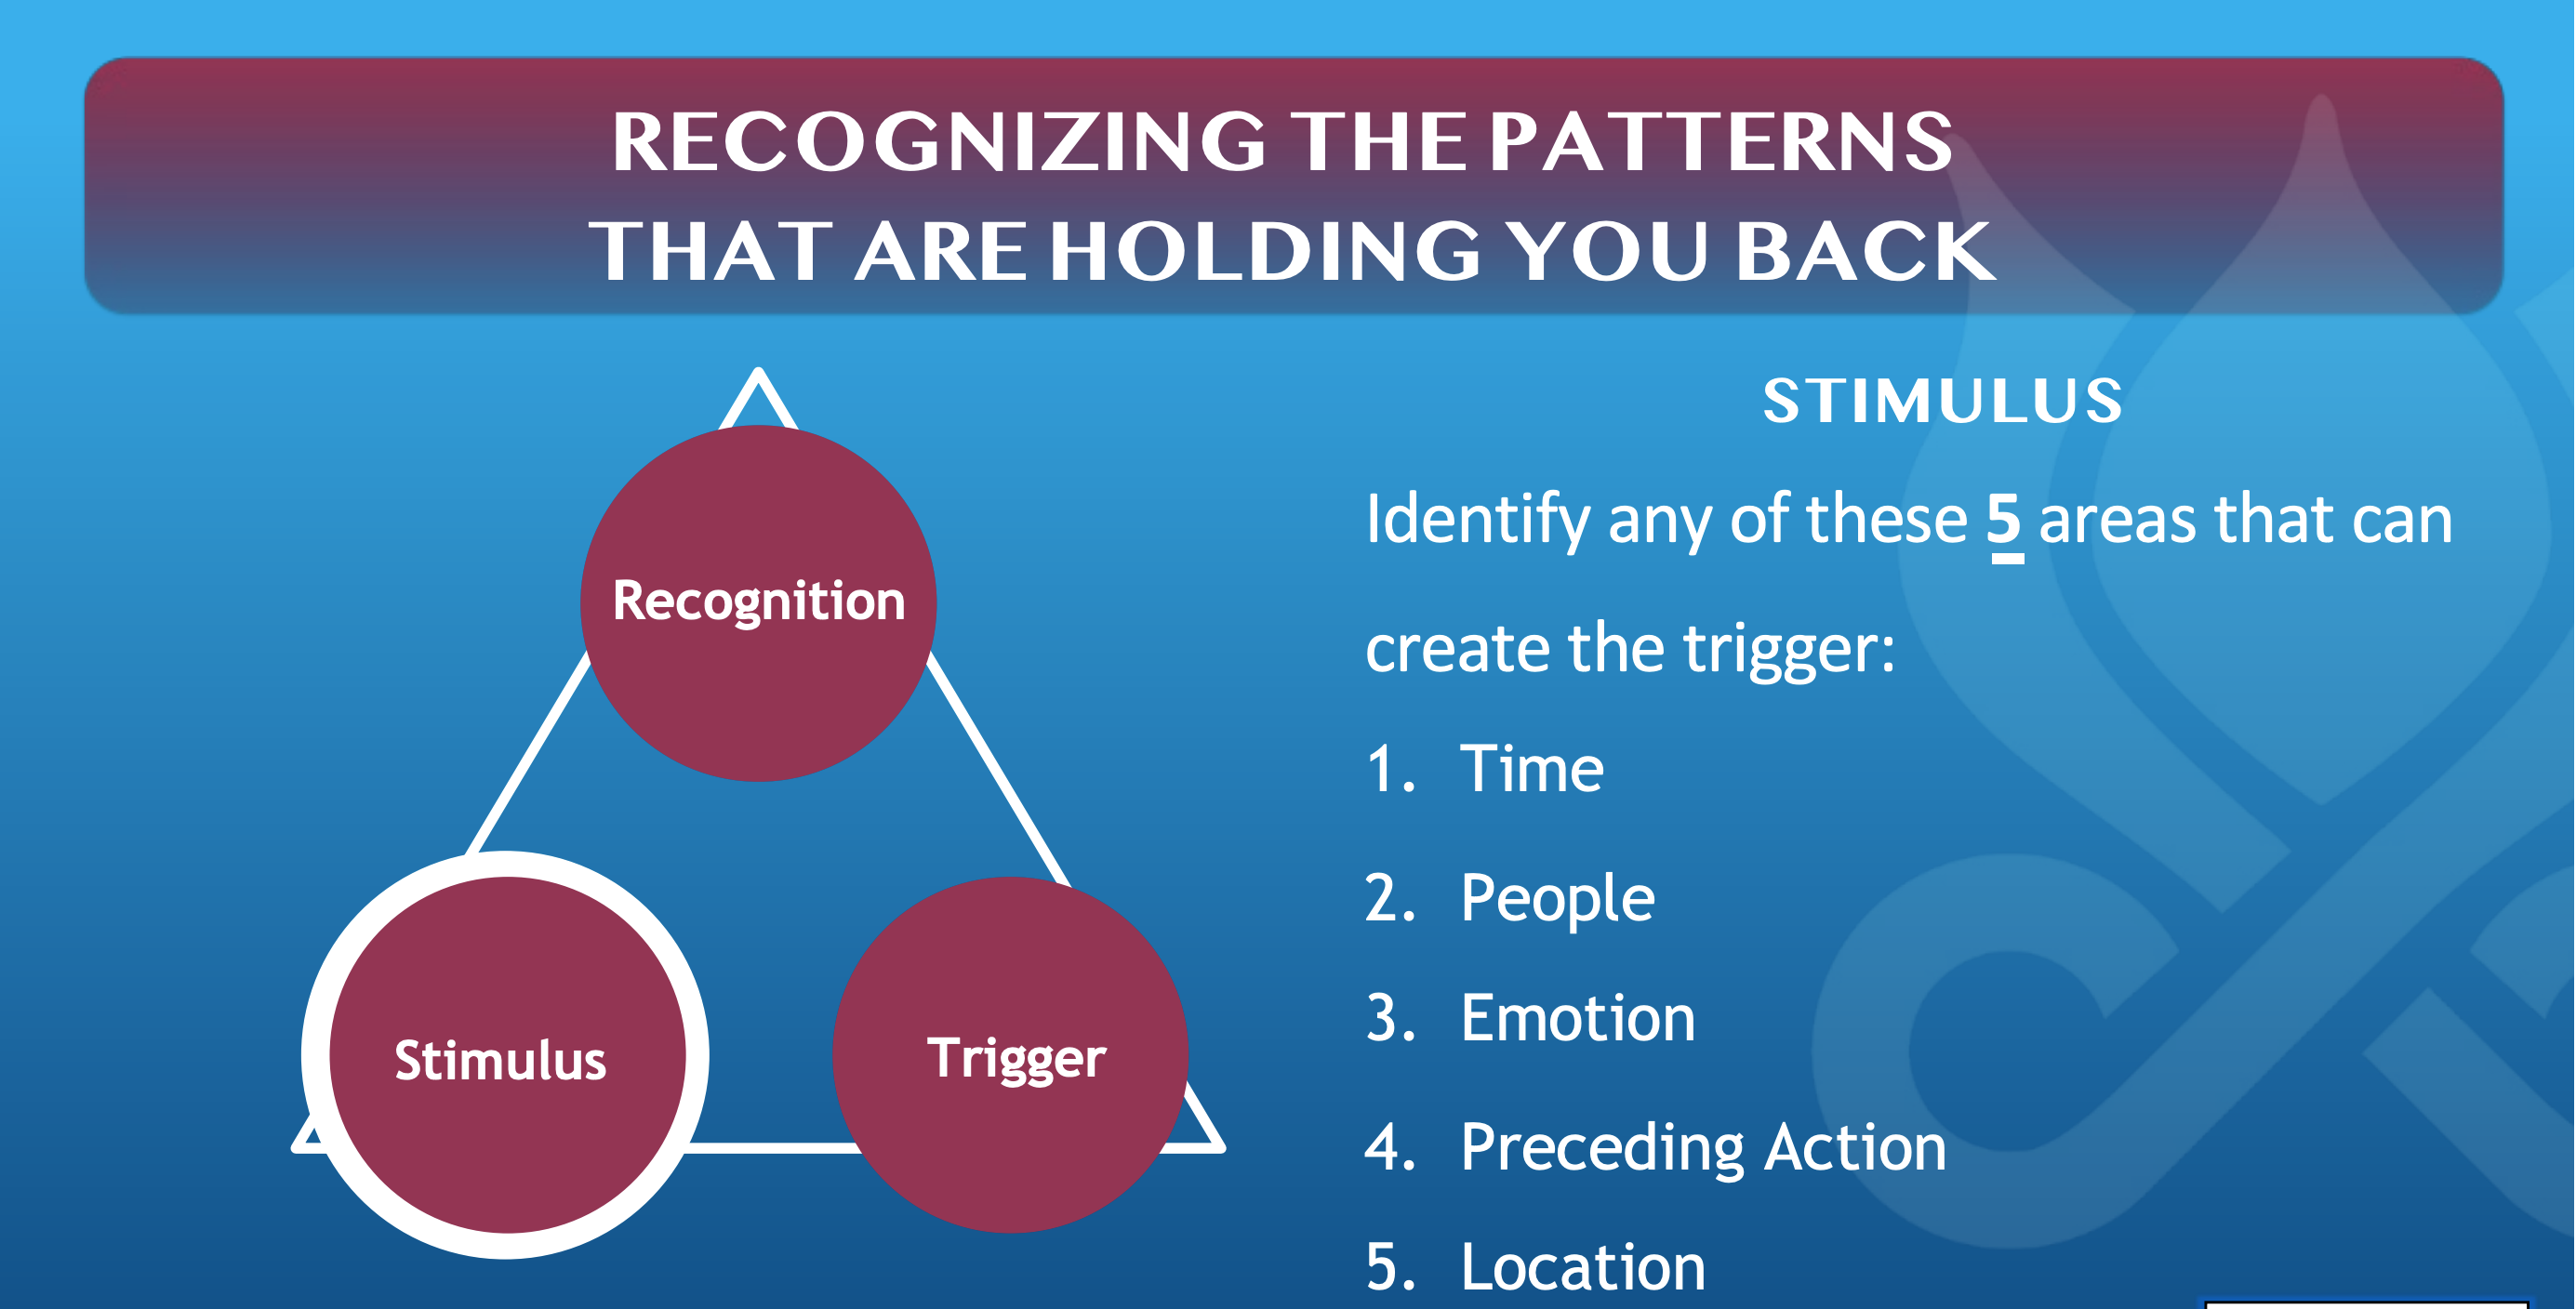 RECOGNIZING THE PATTERNS
THAT ARE HOLDING YOU BACK
Recognition
Stimulus
Trigger
STIMULUS
Identify any of these 5 areas that can
create the trigger:
1. Time
2. People
3. Emotion
4. Preceding Action
5. Location